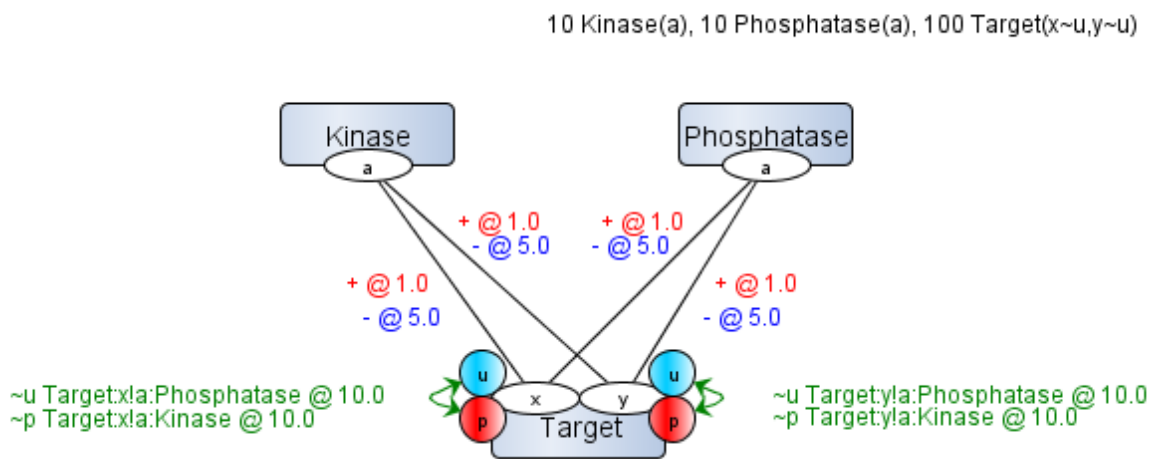 10 Kinase(a), 10 Phosphatase(a), 100 Target(x~u,y~u)
Kinase
a
Phosphatase
a
+ @ 1.0
- @ 5.0
+ @ 1.0
- @ 5.0
+ @ 1.0
- @ 5.0
+ @ 1.0
- @ 5.0
~u Target:x!a:Phosphatase @ 10.0
~p Target:x!a:Kinase @ 10.0
u
p
x
y
u
p
Target
~u Target:y!a:Phosphatase @ 10.0
~p Target:y!a:Kinase @ 10.0